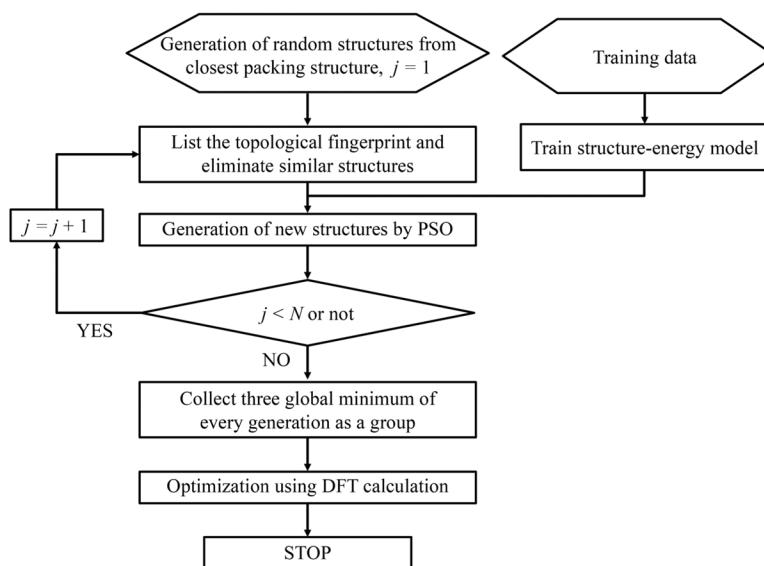 Generation of random structures from
closest packing structure, j = 1
Training data
List the topological fingerprint and
eliminate similar structures
Train structure-energy model
j = j + 1
Generation of new structures by PSO
j < N or not
YES
NO
Collect three global minimum of
every generation as a group
Optimization using DFT calculation
STOP